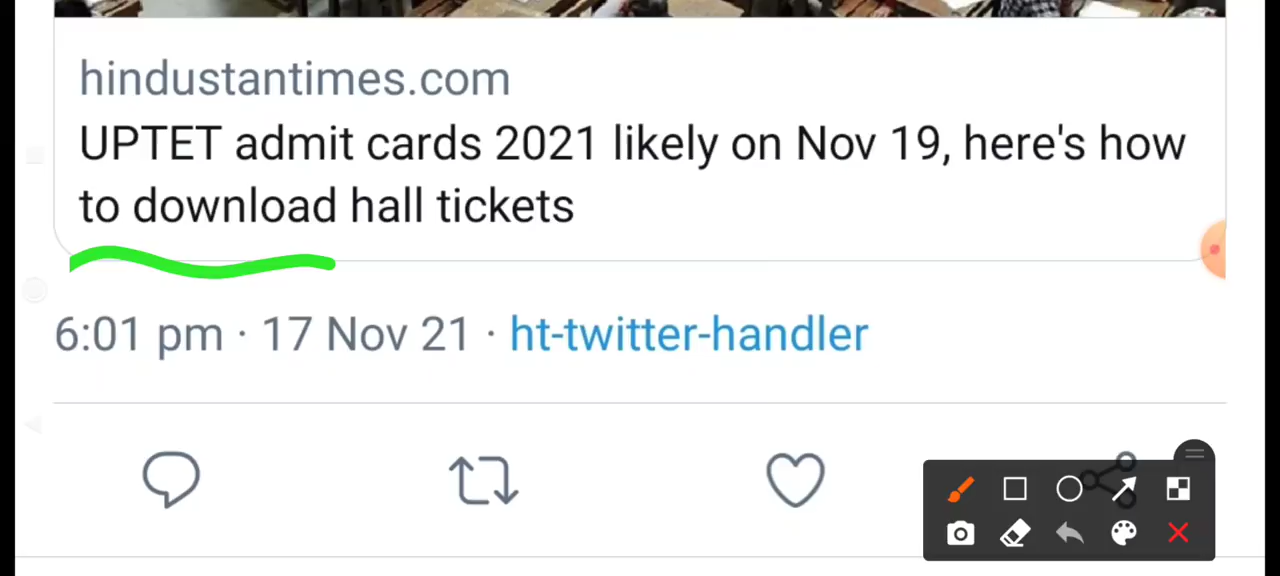 hindustantimes.com
UPTET admit cards 2021 likely on Nov 19, here's how
to download hall tickets
6:01 pm · 17 Nov 21 · ht-twitter-handler